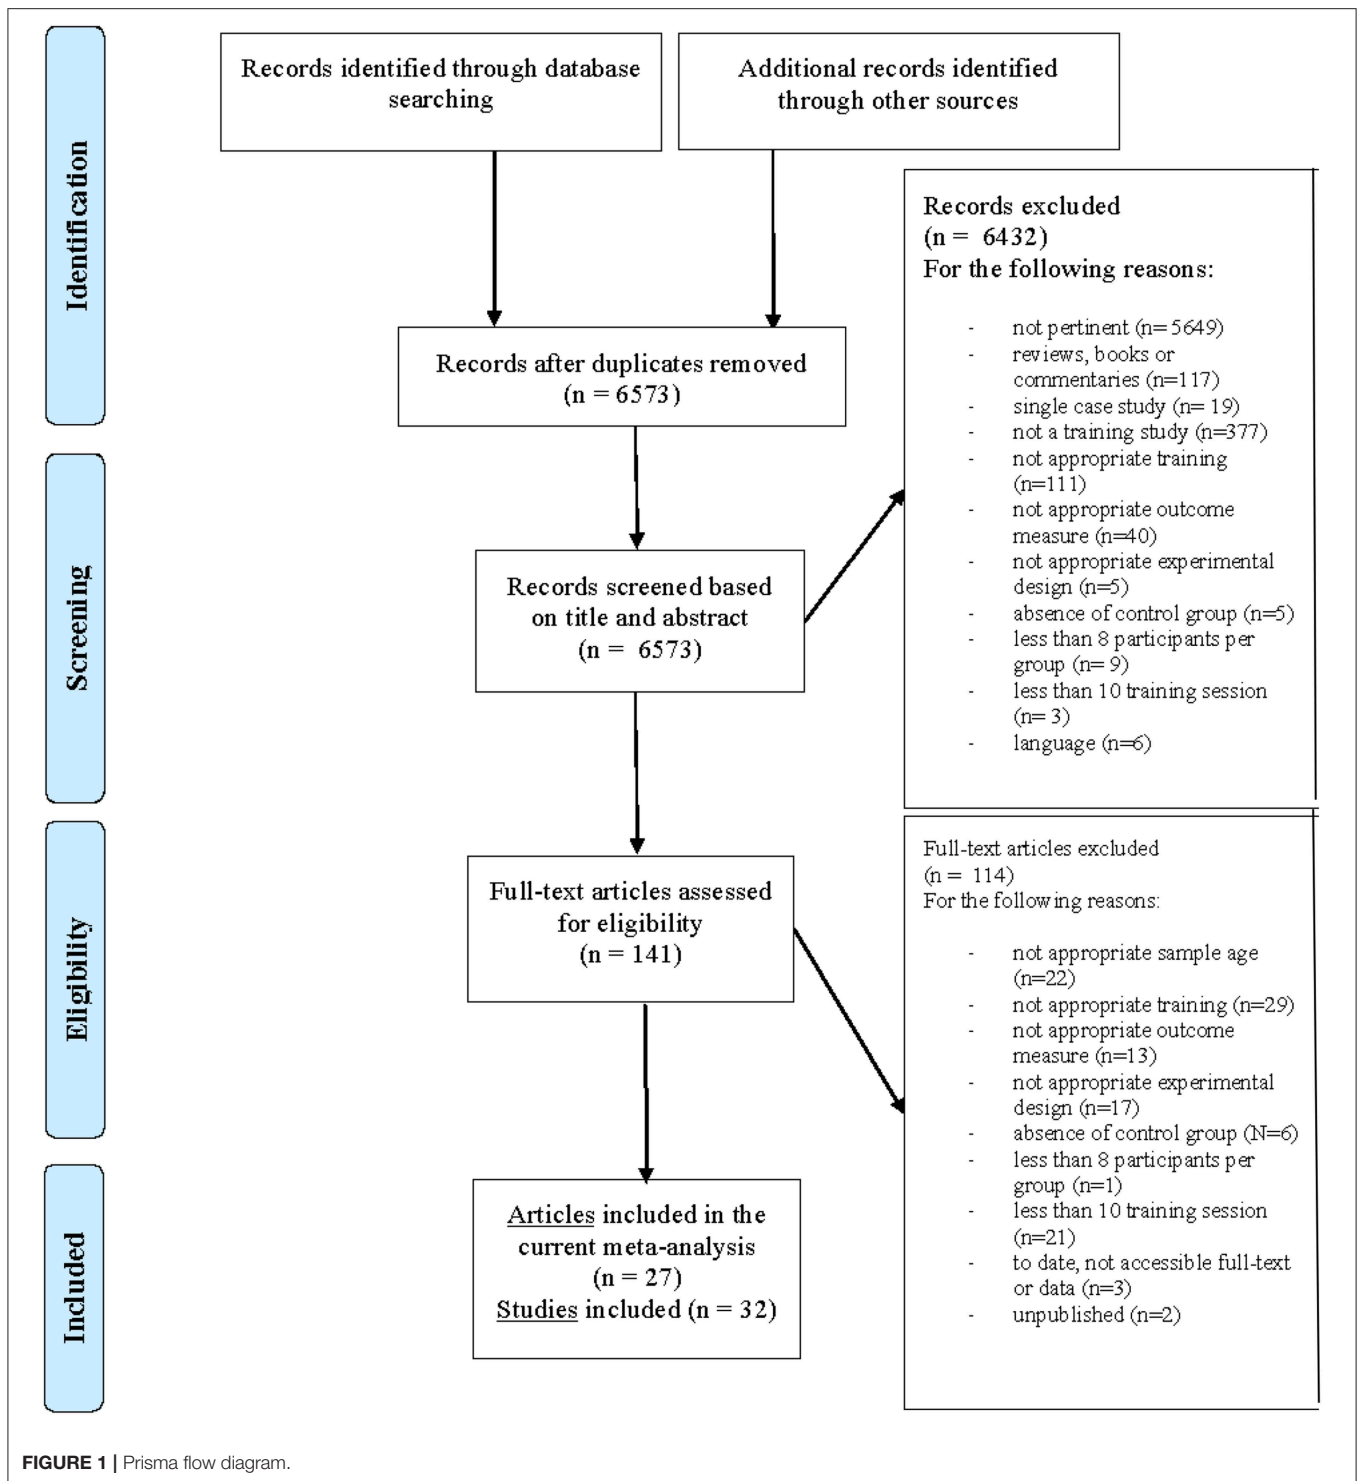 Identification
Records identified through database
searching
Additional records identified
through other sources
Records after duplicates removed
(n = 6573)
Records excluded
(n = 6432)
For the following reasons:
- not pertinent (n= 5649)
- reviews, books or
commentaries (n=117)
- single case study (n= 19)
- not a training study (n=377)
- not appropriate training
(n=111)
- not appropriate outcome
measure (n=40)
- not appropriate experimental
design (n=5)
- absence of control group (n=5)
- less than 8 participants per
group (n= 9)
- less than 10 training session
(n= 3)
- language (n=6)
Screening
Records screened based
on title and abstract
(n = 6573)
Eligibility
Full-text articles assessed
for eligibility
(n = 141)
Full-text articles excluded
(n = 114)
For the following reasons:
- not appropriate sample age
(n=22)
- not appropriate training (n=29)
- not appropriate outcome
measure (n=13)
- not appropriate experimental
design (n=17)
- absence of control group (N=6)
- less than 8 participants per
group (n=1)
- less than 10 training session
(n=21)
- to date, not accessible full-text
or data (n=3)
- unpublished (n=2)
Included
Articles included in the
current meta-analysis
(n = 27)
Studies included (n = 32)
FIGURE 1 | Prisma flow diagram.